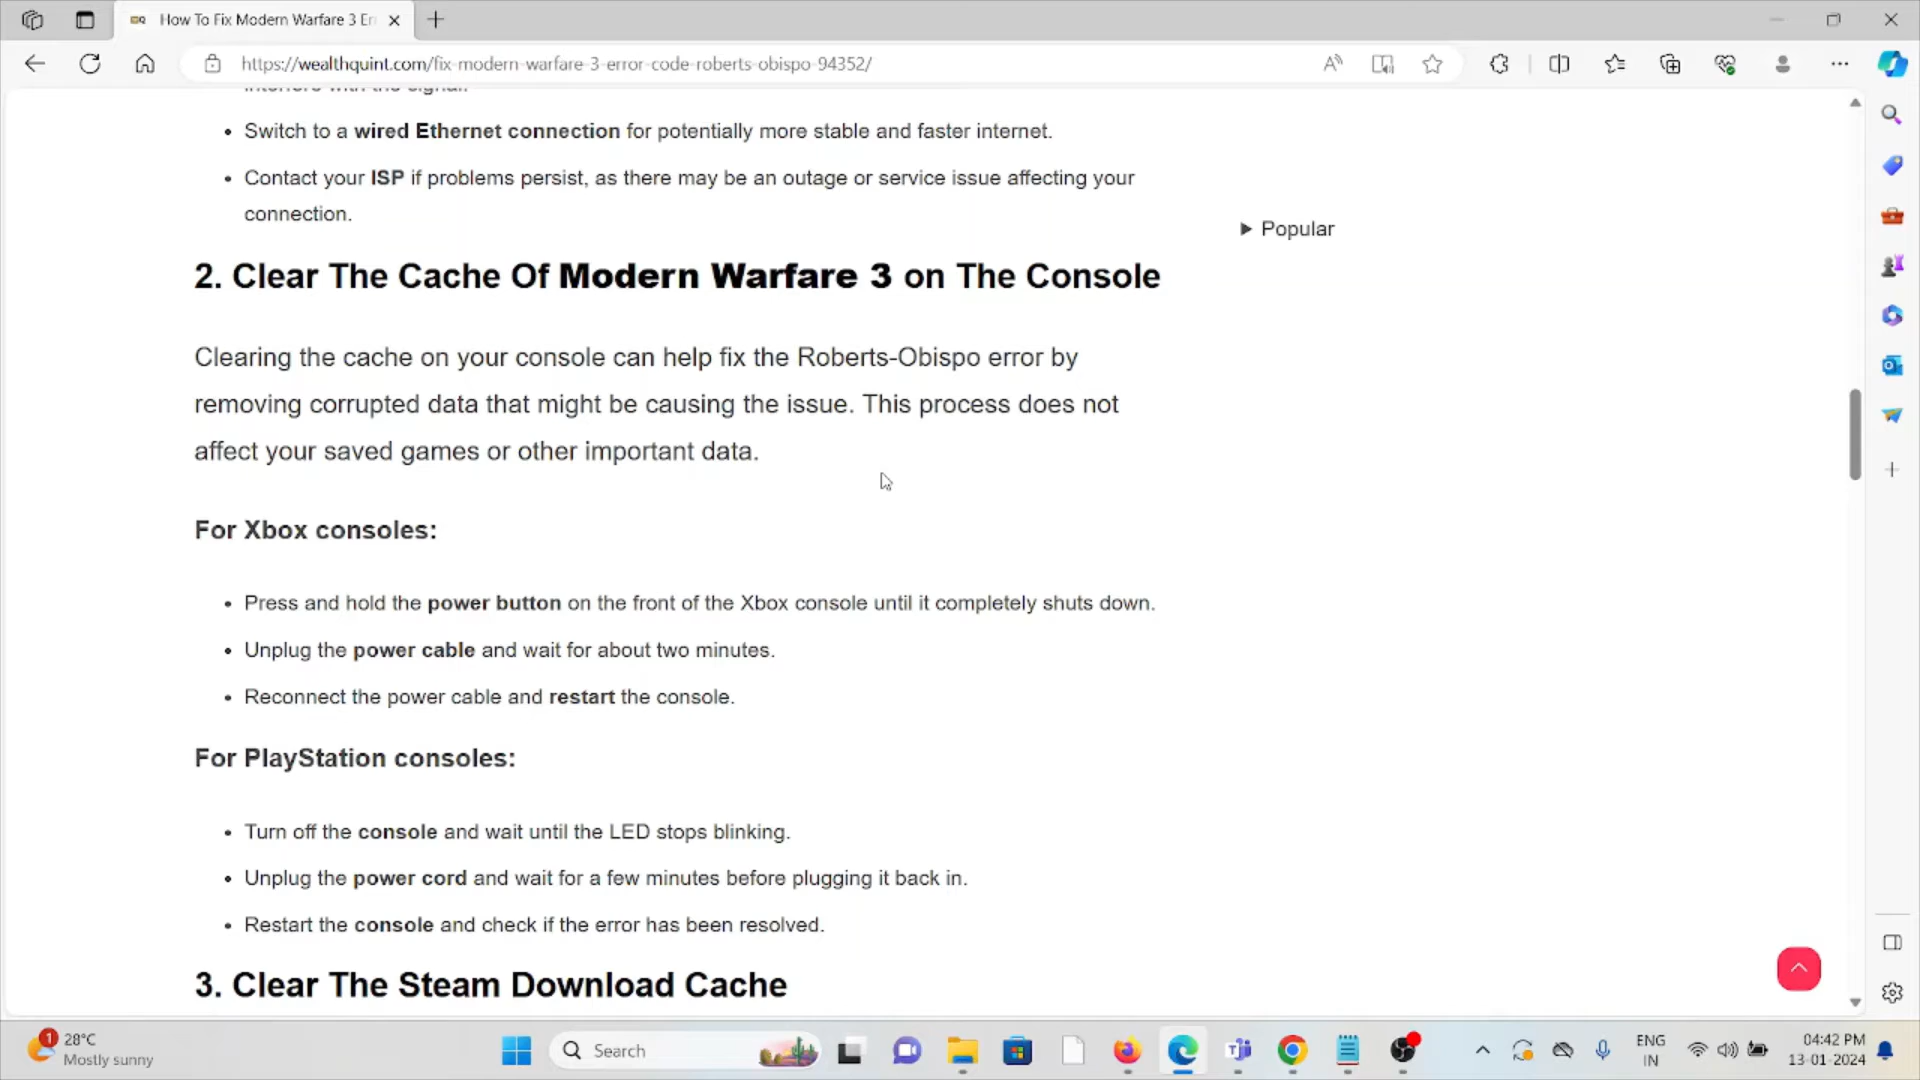 How To Fix Modern Warfare 3 Er
https://wealthquint.com/fix-modern-warfare-3-error-code-roberts-obispo-94352/
interfere with the signal.
• Switch to a wired Ethernet connection for potentially more stable and faster internet.
• Contact your ISP if problems persist, as there may be an outage or service issue affecting your
connection.
▶ Popular
2. Clear The Cache Of Modern Warfare 3 on The Console
Clearing the cache on your console can help fix the Roberts-Obispo error by
removing corrupted data that might be causing the issue. This process does not
affect your saved games or other important data.
For Xbox consoles:
• Press and hold the power button on the front of the Xbox console until it completely shuts down.
• Unplug the power cable and wait for about two minutes.
• Reconnect the power cable and restart the console.
For PlayStation consoles:
• Turn off the console and wait until the LED stops blinking.
• Unplug the power cord and wait for a few minutes before plugging it back in.
• Restart the console and check if the error has been resolved.
3. Clear The Steam Download Cache
1
28°C
Mostly sunny
Search
ENG
IN
04:42 PM
13-01-2024